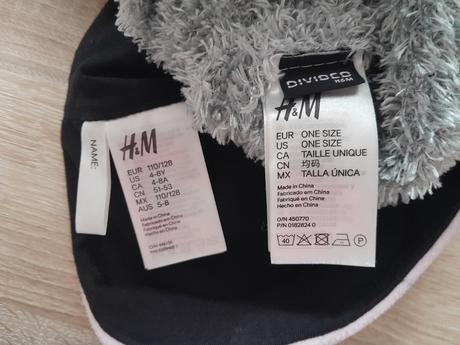 NAME:
H&M
EUR 110/128
US 4-8Y
CA 4-8A
CN 51-53
MX 110/128
AUS 5-8
Made in China
Fabricado en China
Fabriqué en Chine
Hecho en China
DIVIDED
H&M
H&M
EUR ONE SIZE
US ONE SIZE
CA TAILLE UNIQUE
CN 均码
MX TALLA ÚNICA
Made in China
Fabricado en China
Fabriqué en Chine
Hecho en China
O/N 450770
P/N 0182824 0
40
P